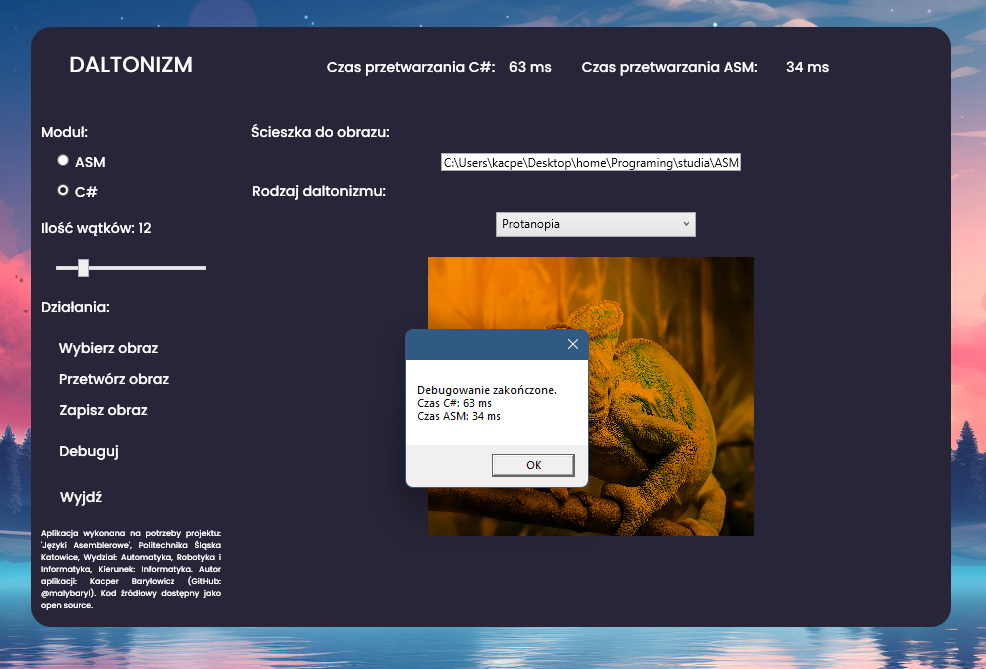 DALTONIZM
Czas przetwarzania C#: 63 ms
Czas przetwarzania ASM: 34 ms
Moduł:
ASM
C#
Ilość wątków: 12
Działania:
Wybierz obraz
Przetwórz obraz
Zapisz obraz
Debuguj
Wyjdź
Aplikacja wykonana na potrzeby projektu:
'Języki Asemblerowe', Politechnika Śląska
Katowice, Wydział: Automatyka, Robotyka i
Informatyka, Kierunek: Informatyka. Autor
aplikacji: Kacper Baryłowicz (GitHub:
@malybaryl). Kod źródłowy dostępny jako
open source.
Ścieszka do obrazu:
C:\Users\kacpe\Desktop\home\Programing\studia\ASM
Rodzaj daltonizmu:
Protanopia
Debugowanie zakończone.
Czas C#: 63 ms
Czas ASM: 34 ms
OK